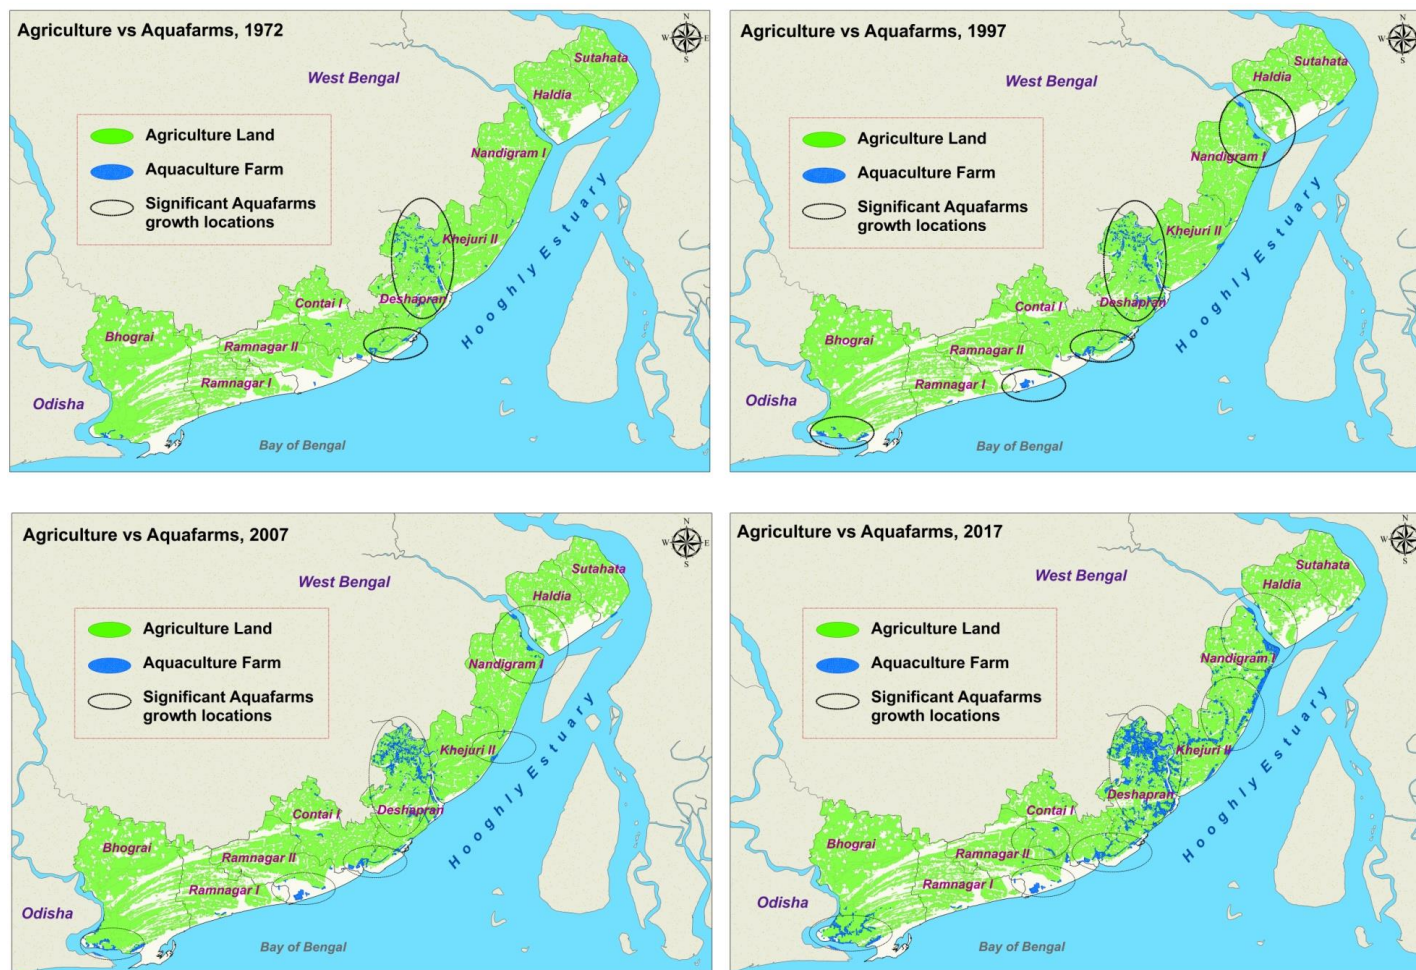 Agriculture vs Aquafarms, 1972
N
W E
S
West Bengal
Sutahata
Haldia
Agriculture Land
Aquaculture Farm
Significant Aquafarms
growth locations
Nandigram I
Khejuri II
Deshapran
Contai I
Bhograi
Ramnagar II
Ramnagar I
Odisha
Bay of Bengal
Hooghly Estuary
Agriculture vs Aquafarms, 1997
N
W E
S
West Bengal
Sutahata
Haldia
Agriculture Land
Aquaculture Farm
Significant Aquafarms
growth locations
Nandigram I
Khejuri II
Deshapran
Contai I
Bhograi
Ramnagar II
Ramnagar I
Odisha
Bay of Bengal
Hooghly Estuary
Agriculture vs Aquafarms, 2007
N
W E
S
West Bengal
Sutahata
Haldia
Agriculture Land
Aquaculture Farm
Significant Aquafarms
growth locations
Nandigram I
Khejuri II
Deshapran
Contai I
Bhograi
Ramnagar II
Ramnagar I
Odisha
Bay of Bengal
Hooghly Estuary
Agriculture vs Aquafarms, 2017
N
W E
S
West Bengal
Sutahata
Haldia
Agriculture Land
Aquaculture Farm
Significant Aquafarms
growth locations
Nandigram I
Khejuri II
Deshapran
Contai I
Bhograi
Ramnagar II
Ramnagar I
Odisha
Bay of Bengal
Hooghly Estuary